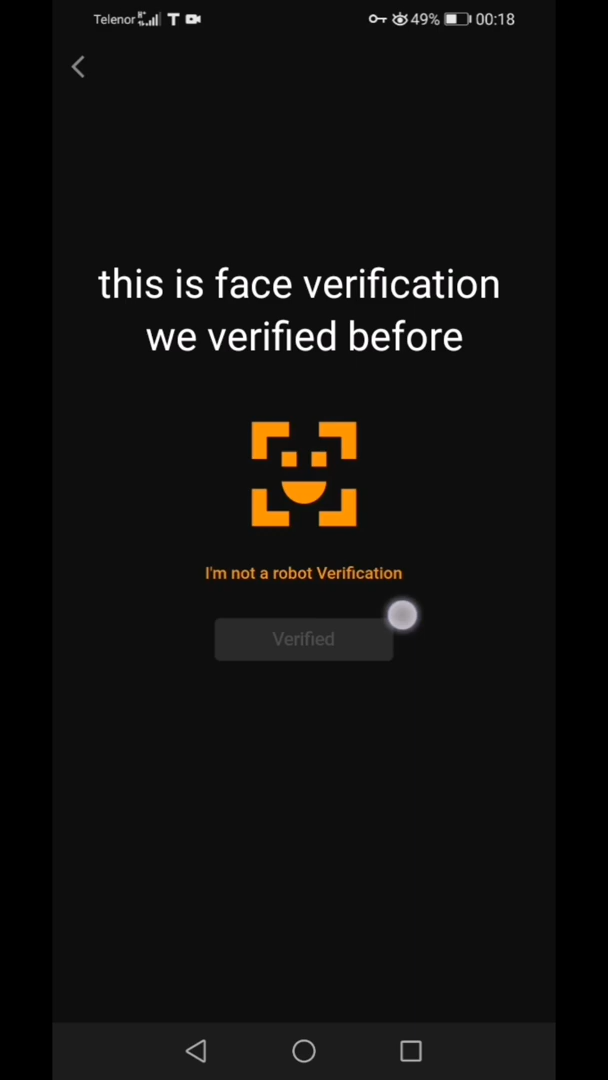 Telenor T 49% 00:18
this is face verification
we verified before
I'm not a robot Verification
Verified